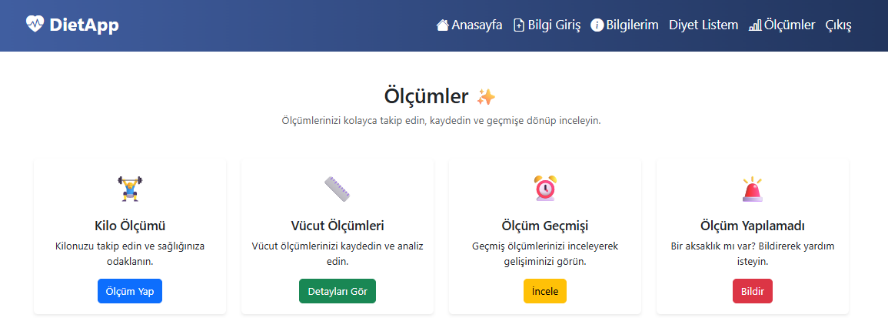 DietApp
Anasayfa Bilgi Giriş Bilgilerim Diyet Listem Ölçümler Çıkış
Ölçümler
Ölçümlerinizi kolayca takip edin, kaydedin ve geçmişe dönüp inceleyin.
Kilo Ölçümü
Kilonuzu takip edin ve sağlığınıza
odaklanın.
Ölçüm Yap
Vücut Ölçümleri
Vücut ölçümlerinizi kaydedin ve analiz
edin.
Detayları Gör
Ölçüm Geçmişi
Geçmiş ölçümlerinizi inceleyerek
gelişiminizi görün.
İncele
Ölçüm Yapılamadı
Bir aksaklık mı var? Bildirerek yardım
isteyin.
Bildir